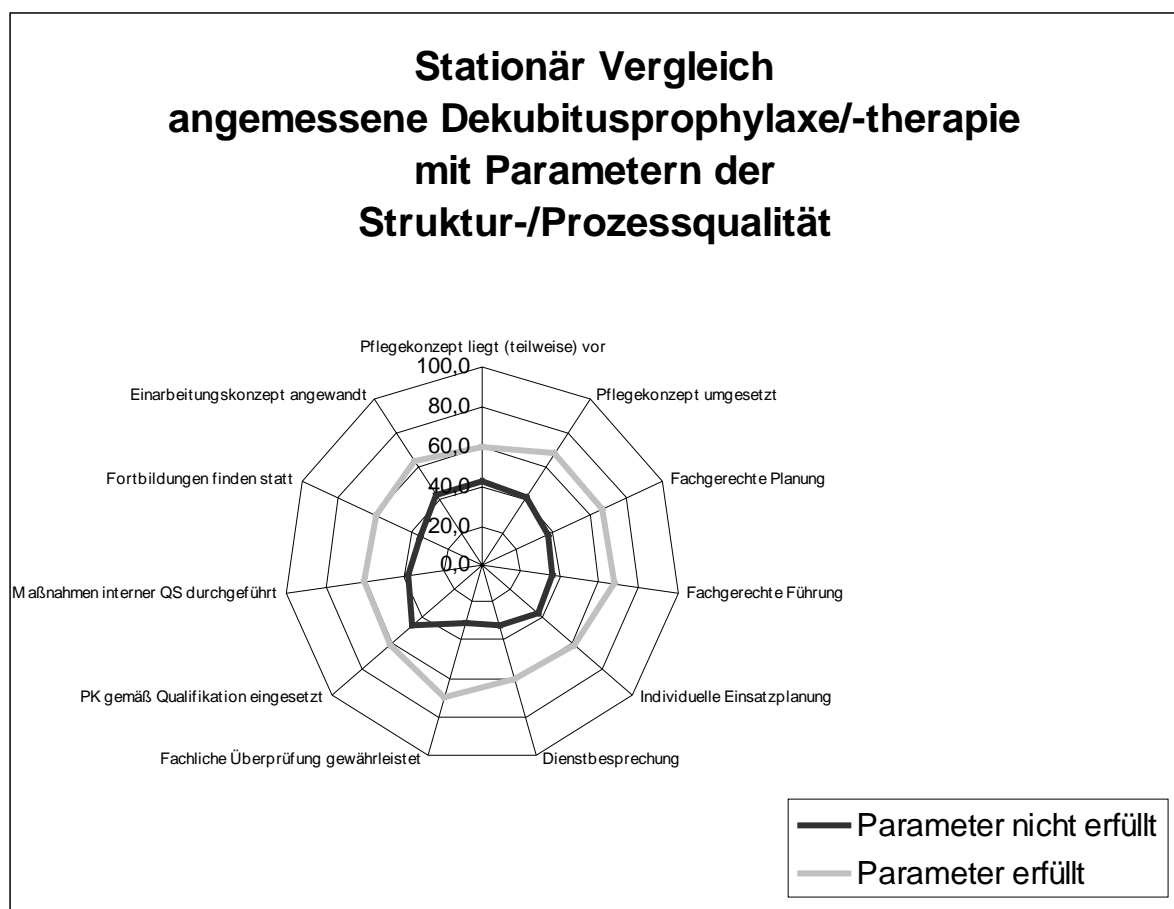 Stationär Vergleich
angemessene Dekubitusprophylaxe/-therapie
mit Parametern der
Struktur-/Prozessqualität
Pflegekonzept liegt (teilweise) vor
100,0
Einarbeitungskonzept angewandt
Pflegekonzept umgesetzt
80,0
60,0
Fortbildungen finden statt
Fachgerechte Planung
40,0
20,0
0,0
Maßnahmen interner QS durchgeführt
Fachgerechte Führung
PK gemäß Qualifikation eingesetzt
Individuelle Einsatzplanung
Fachliche Überprüfung gewährleistet
Dienstbesprechung
Parameter nicht erfüllt
Parameter erfüllt